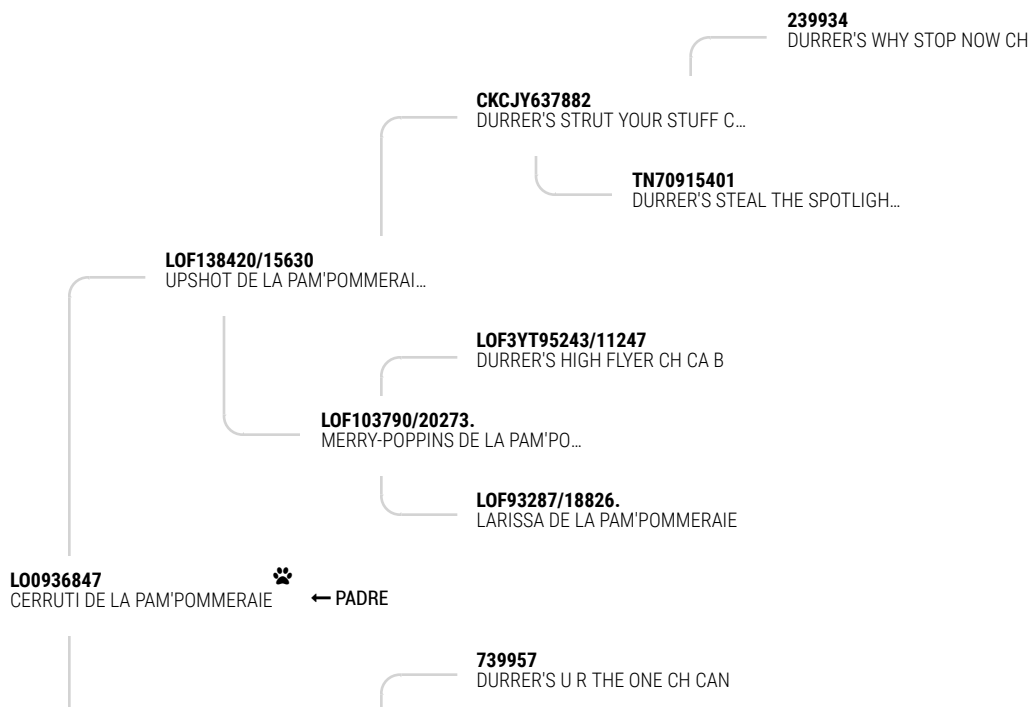 239934
DURRER'S WHY STOP NOW CH
CKCJY637882
DURRER'S STRUT YOUR STUFF C...
TN70915401
DURRER'S STEAL THE SPOTLIGH...
LOF138420/15630
UPSHOT DE LA PAM'POMMERAI...
LOF3YT95243/11247
DURRER'S HIGH FLYER CH CA B
LOF103790/20273.
MERRY-POPPINS DE LA PAM'PO...
LOF93287/18826.
LARISSA DE LA PAM'POMMERAIE
LO0936847
CERRUTI DE LA PAM'POMMERAIE ← PADRE
739957
DURRER'S U R THE ONE CH CAN